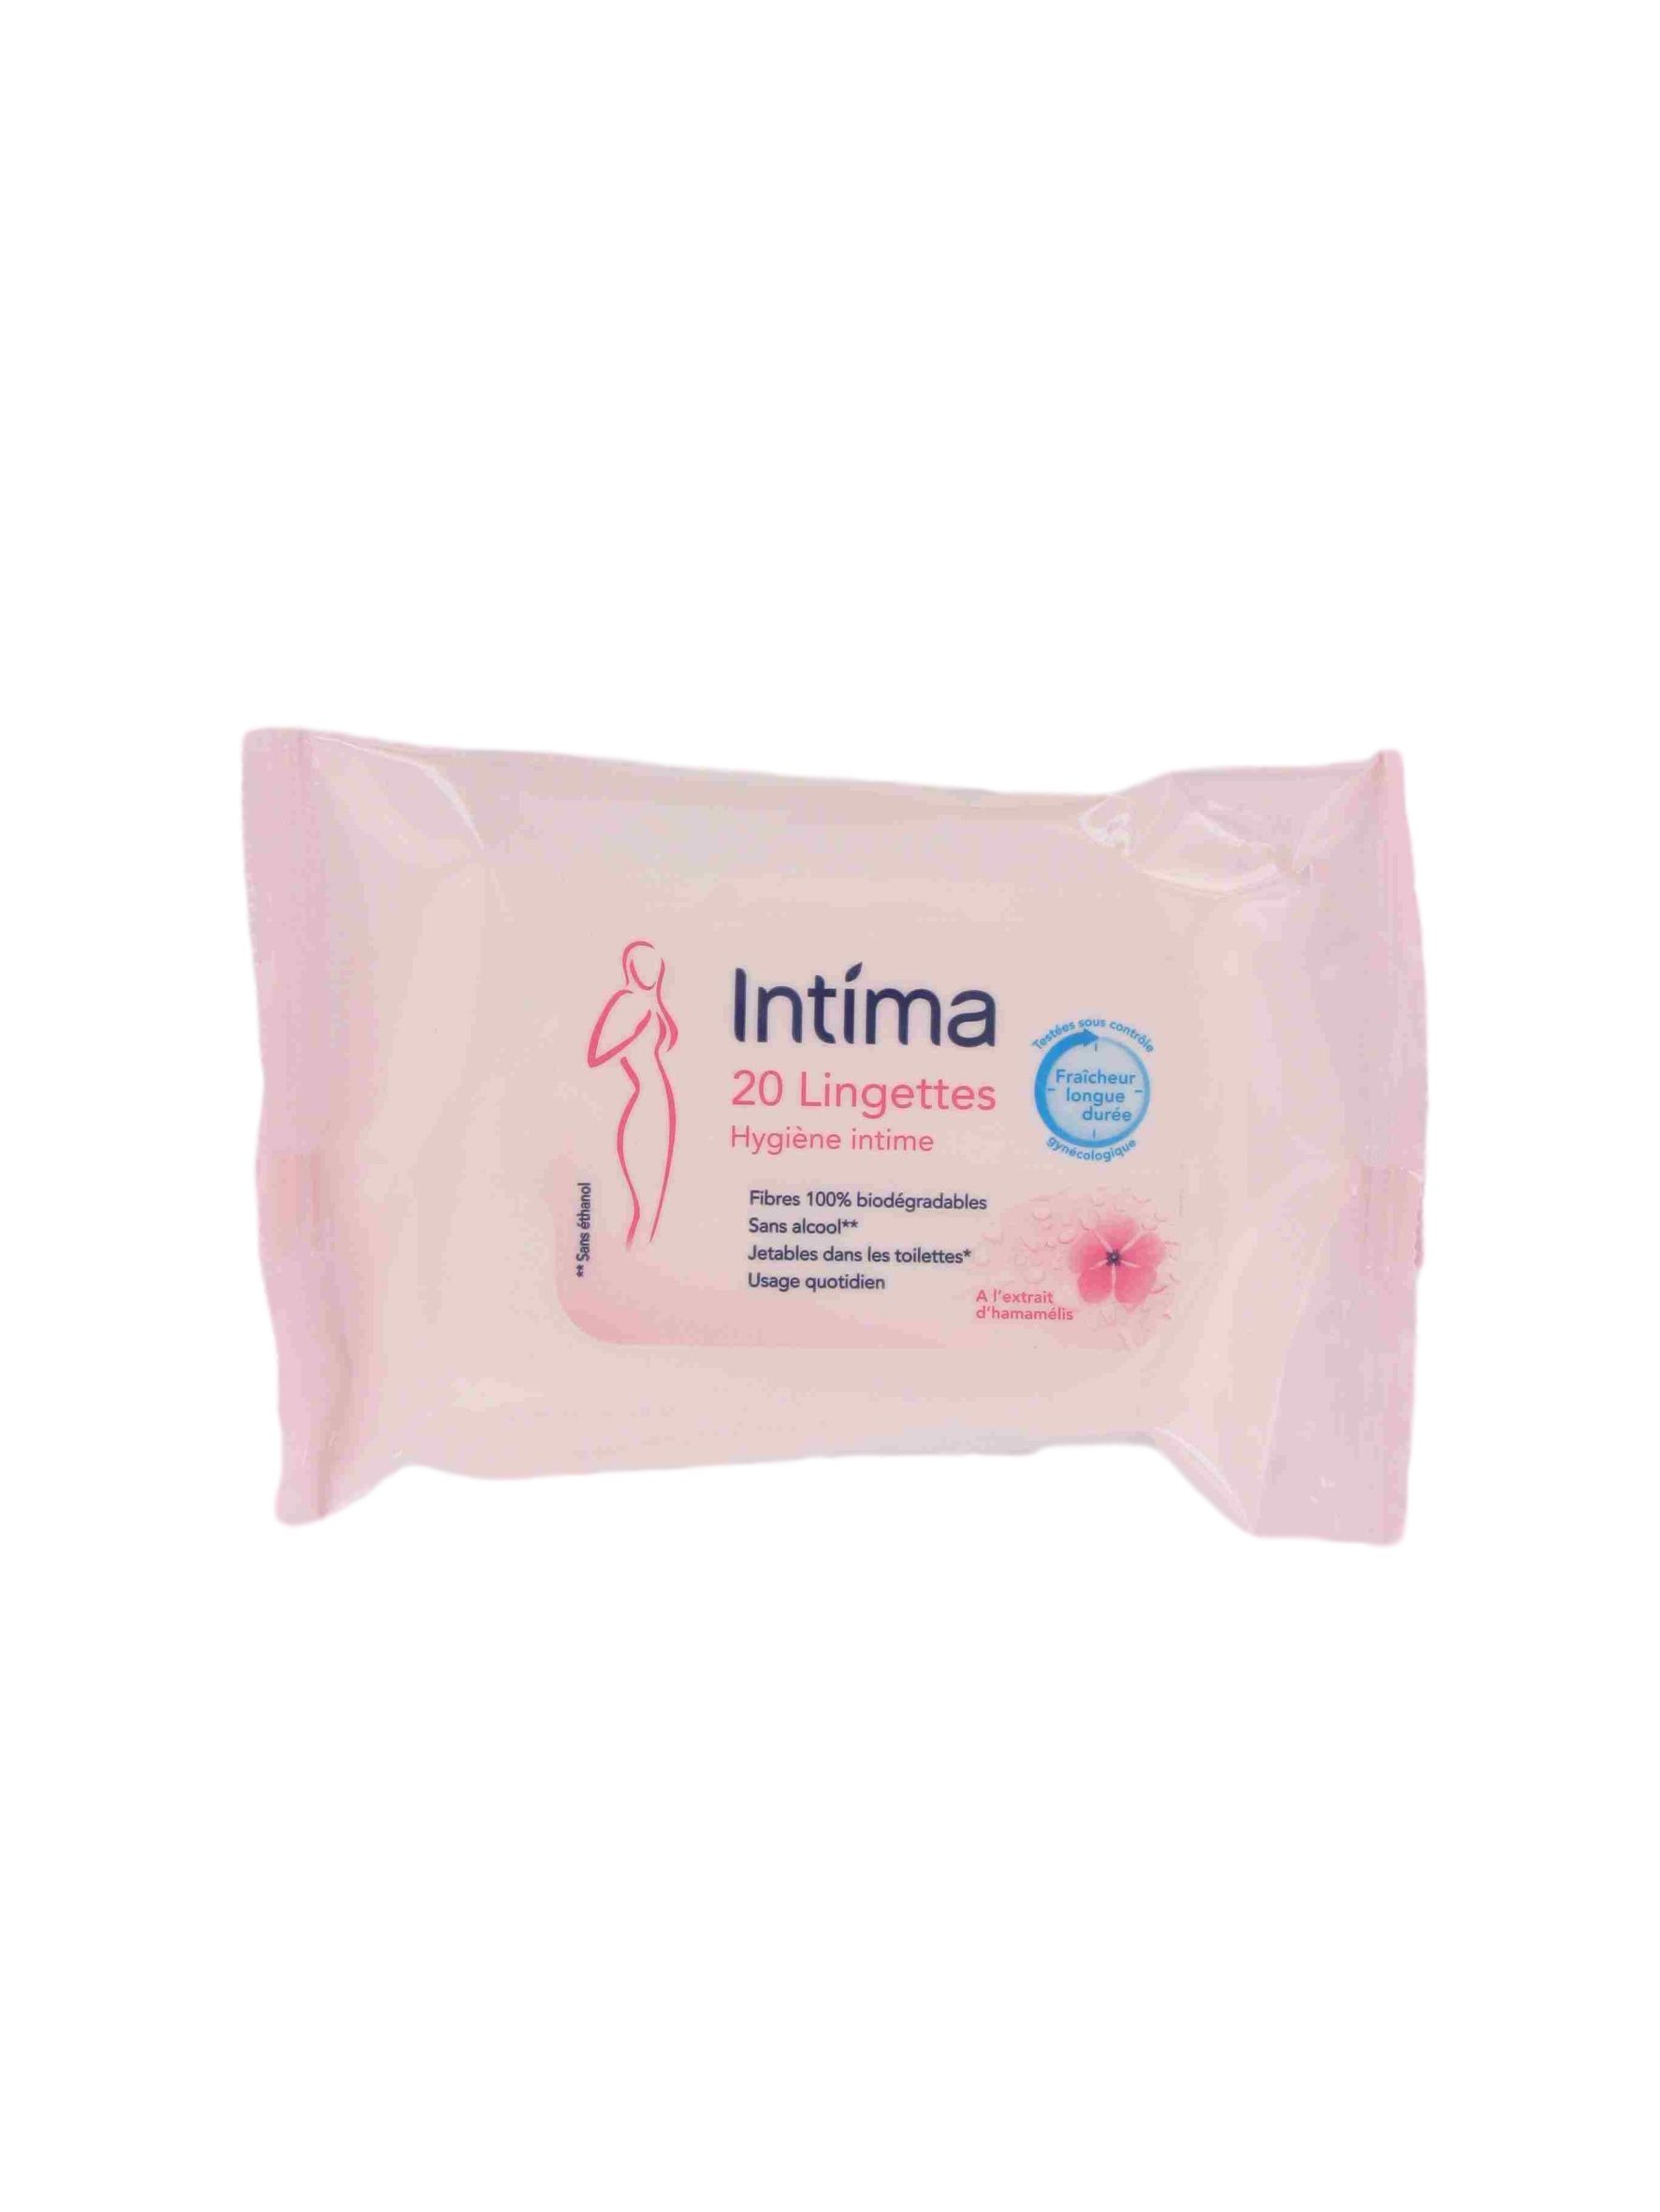 Intima
20 Lingettes
Hygiène intime
Testées sous contrôle
Fraîcheur
longue
durée
gynécologique
Fibres 100% biodégradables
Sans alcool**
Jetables dans les toilettes*
Usage quotidien
** Sans éthanol
A l'extrait
d'hamamélis